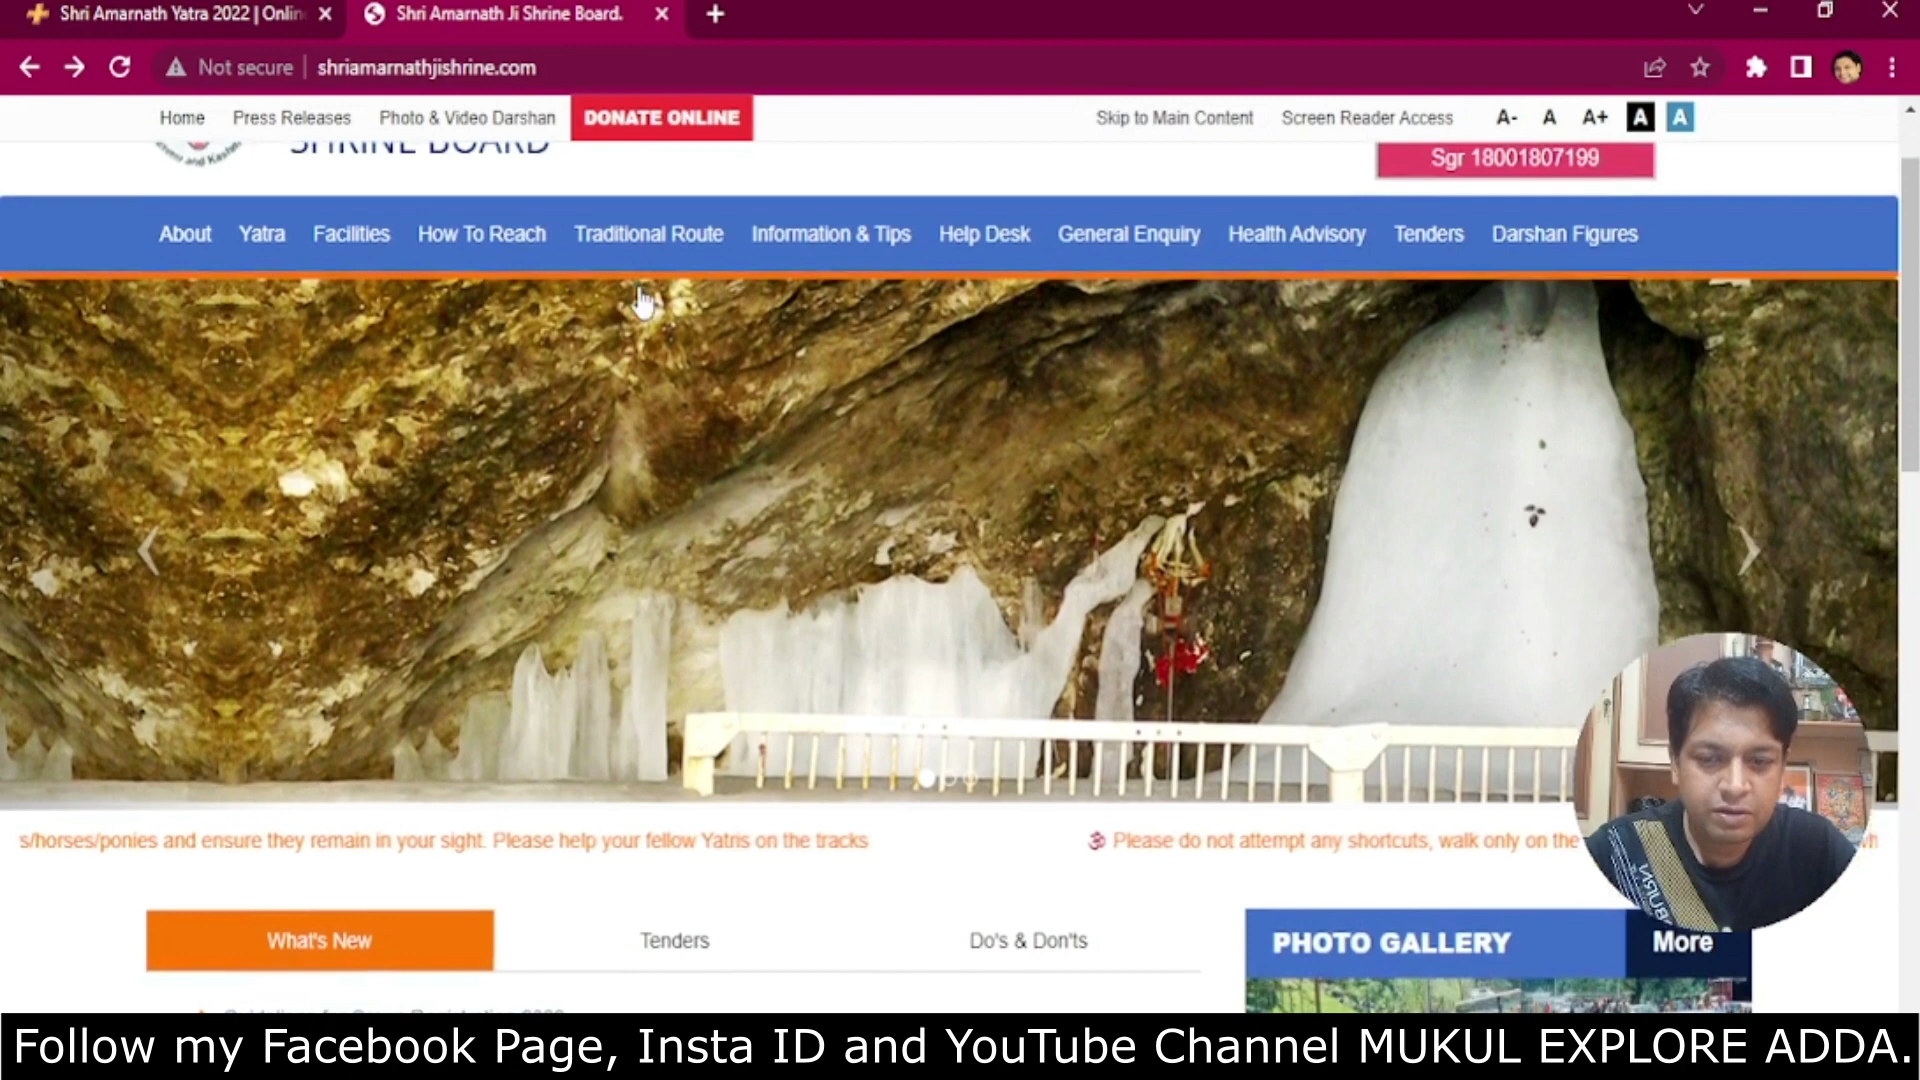 Shri Amarnath Yatra 2022 | Onlin
Shri Amarnath Ji Shrine Board.
Not secure
shriamarnathjishrine.com
Home
Press Releases
Photo & Video Darshan
DONATE ONLINE
Skip to Main Content
Screen Reader Access
A-
A
A+
A
A
SHRINE BOARD
Sgr 18001807199
About
Yatra
Facilities
How To Reach
Traditional Route
Information & Tips
Help Desk
General Enquiry
Health Advisory
Tenders
Darshan Figures
s/horses/ponies and ensure they remain in your sight. Please help your fellow Yatris on the tracks
ॐ Please do not attempt any shortcuts, walk only on the
What's New
Tenders
Do's & Don'ts
PHOTO GALLERY
More
Follow my Facebook Page, Insta ID and YouTube Channel MUKUL EXPLORE ADDA.